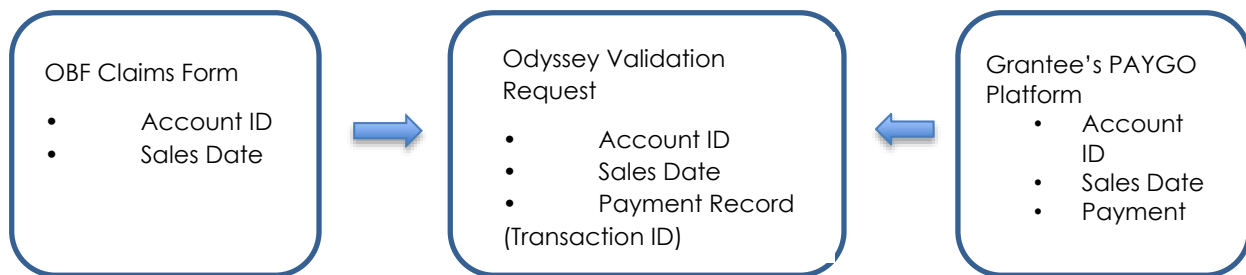 OBF Claims Form
• Account ID
• Sales Date
Odyssey Validation
Request
• Account ID
• Sales Date
• Payment Record
(Transaction ID)
Grantee’s PAYGO
Platform
• Account
ID
• Sales Date
• Payment